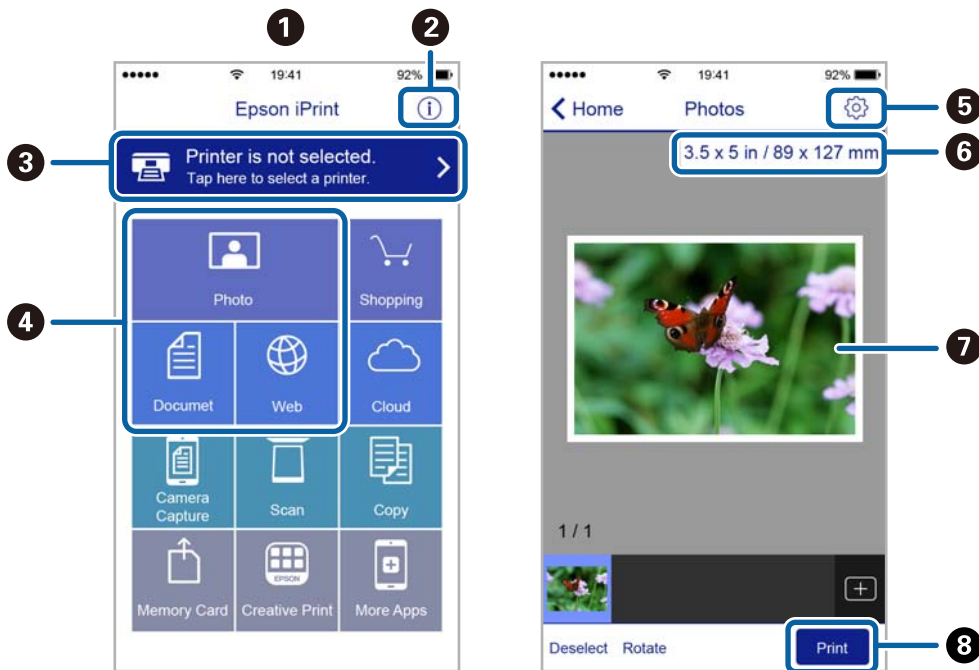 1
2
19:41
92%
Epson iPrint
3
Printer is not selected.
Tap here to select a printer.
4
Photo
Shopping
Documet
Web
Cloud
Camera
Capture
Scan
Copy
EPSON
Memory Card
Creative Print
More Apps
19:41
92%
Home
Photos
5
3.5 x 5 in / 89 x 127 mm
6
7
1 / 1
Deselect Rotate
Print
8